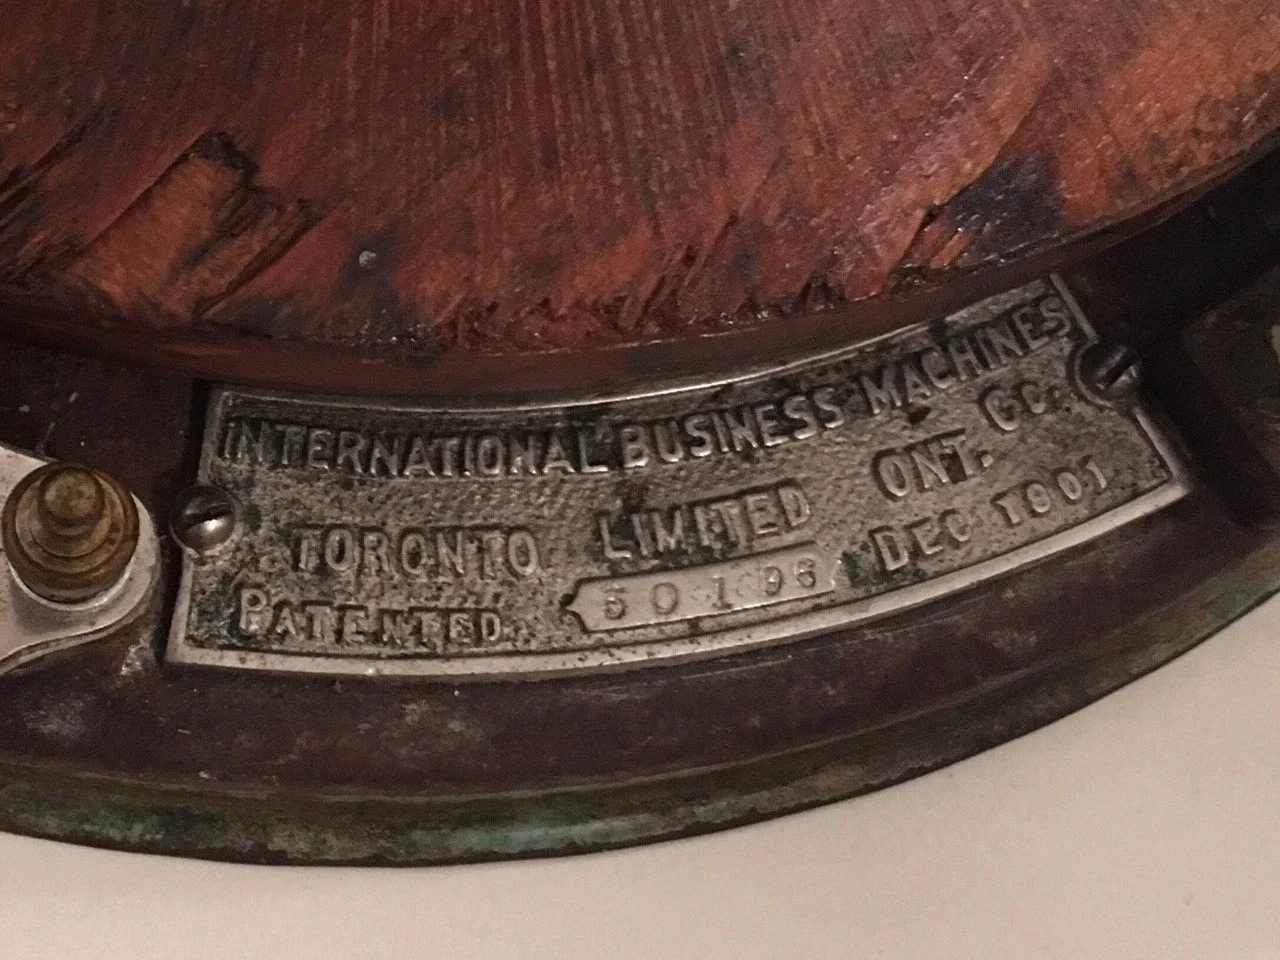 INTERNATIONAL BUSINESS MACHINES
TORONTO LIMITED ONT. CO.
PATENTED 50196 DEC 1901